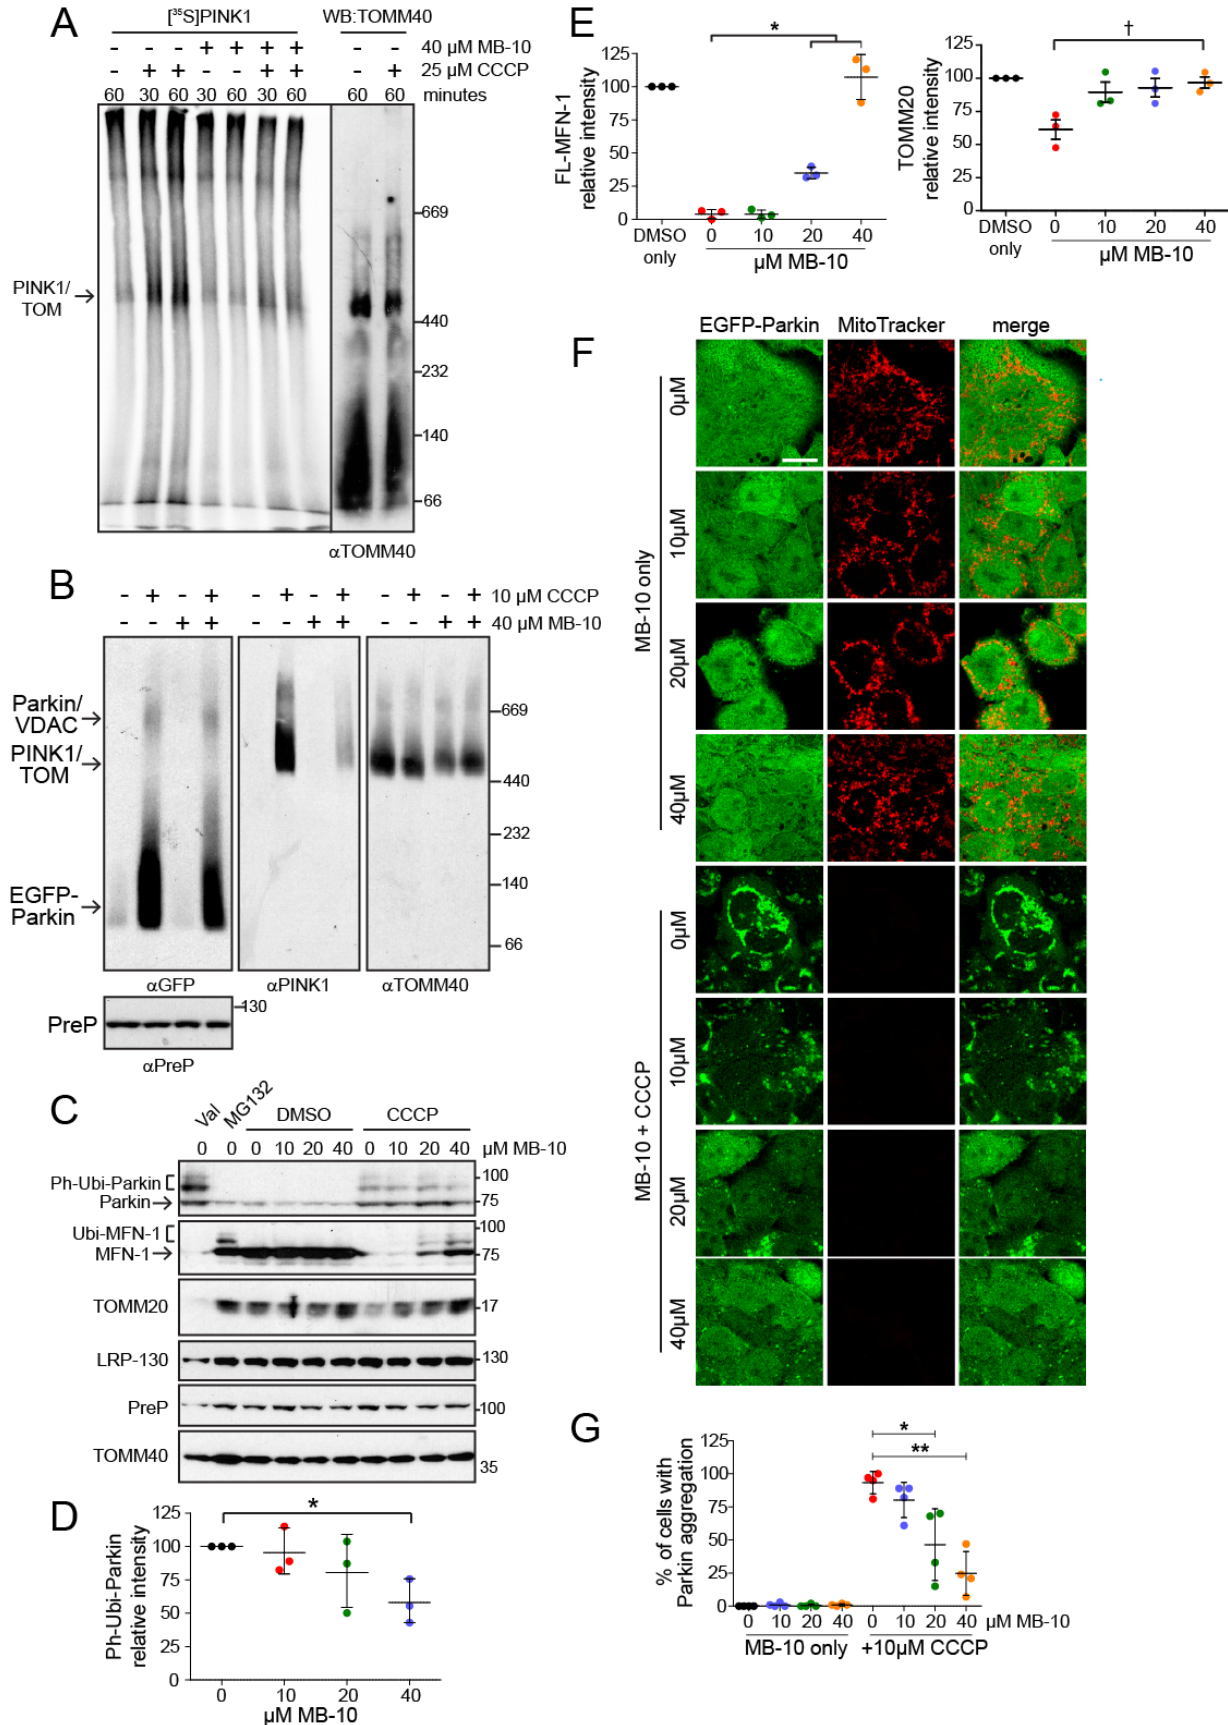 A
[³⁵S]PINK1 WB:TOMM40
- - - + + + + - - 40 µM MB-10
- + + - - + + - + 25 µM CCCP
60 30 60 30 60 30 60 60 60 minutes
PINK1/
TOM
669
440
232
140
66
αTOMM40
B
- + - + - + - + - + - + 10 µM CCCP
- - + + - - + + - - + + 40 µM MB-10
Parkin/
VDAC
PINK1/
TOM
EGFP-
Parkin
669
440
232
140
66
αGFP αPINK1 αTOMM40
PreP
130
αPreP
C
Val MG132 DMSO CCCP
0 0 0 10 20 40 0 10 20 40 µM MB-10
Ph-Ubi-Parkin
Parkin
100
75
Ubi-MFN-1
MFN-1
100
75
TOMM20 17
LRP-130 130
PreP 100
TOMM40 35
D
Ph-Ubi-Parkin
relative intensity
125
100
75
50
25
0
*
0 10 20 40
µM MB-10
E
FL-MFN-1
relative intensity
125
100
75
50
25
0
*
DMSO
only
0 10 20 40
µM MB-10
TOMM20
relative intensity
125
100
75
50
25
0
†
DMSO
only
0 10 20 40
µM MB-10
F
EGFP-Parkin MitoTracker merge
MB-10 only
0µM
10µM
20µM
40µM
MB-10 + CCCP
0µM
10µM
20µM
40µM
G
% of cells with
Parkin aggregation
125
100
75
50
25
0
*
**
0 10 20 40 0 10 20 40 µM MB-10
MB-10 only +10µM CCCP